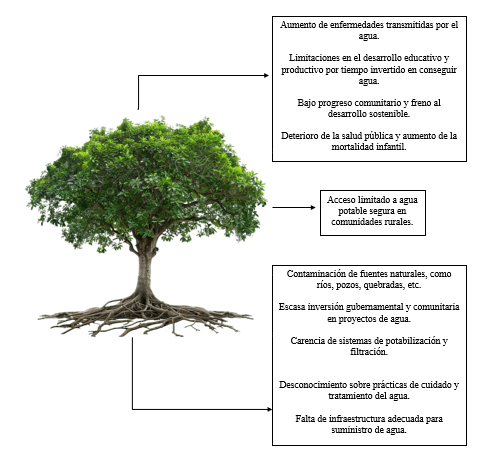 Aumento de enfermedades transmitidas por el
agua.
Limitaciones en el desarrollo educativo y
productivo por tiempo invertido en conseguir
agua.
Bajo progreso comunitario y freno al
desarrollo sostenible.
Deterioro de la salud pública y aumento de la
mortalidad infantil.
Acceso limitado a agua
potable segura en
comunidades rurales.
Contaminación de fuentes naturales, como
ríos, pozos, quebradas, etc.
Escasa inversión gubernamental y comunitaria
en proyectos de agua.
Carencia de sistemas de potabilización y
filtración.
Desconocimiento sobre prácticas de cuidado y
tratamiento del agua.
Falta de infraestructura adecuada para
suministro de agua.